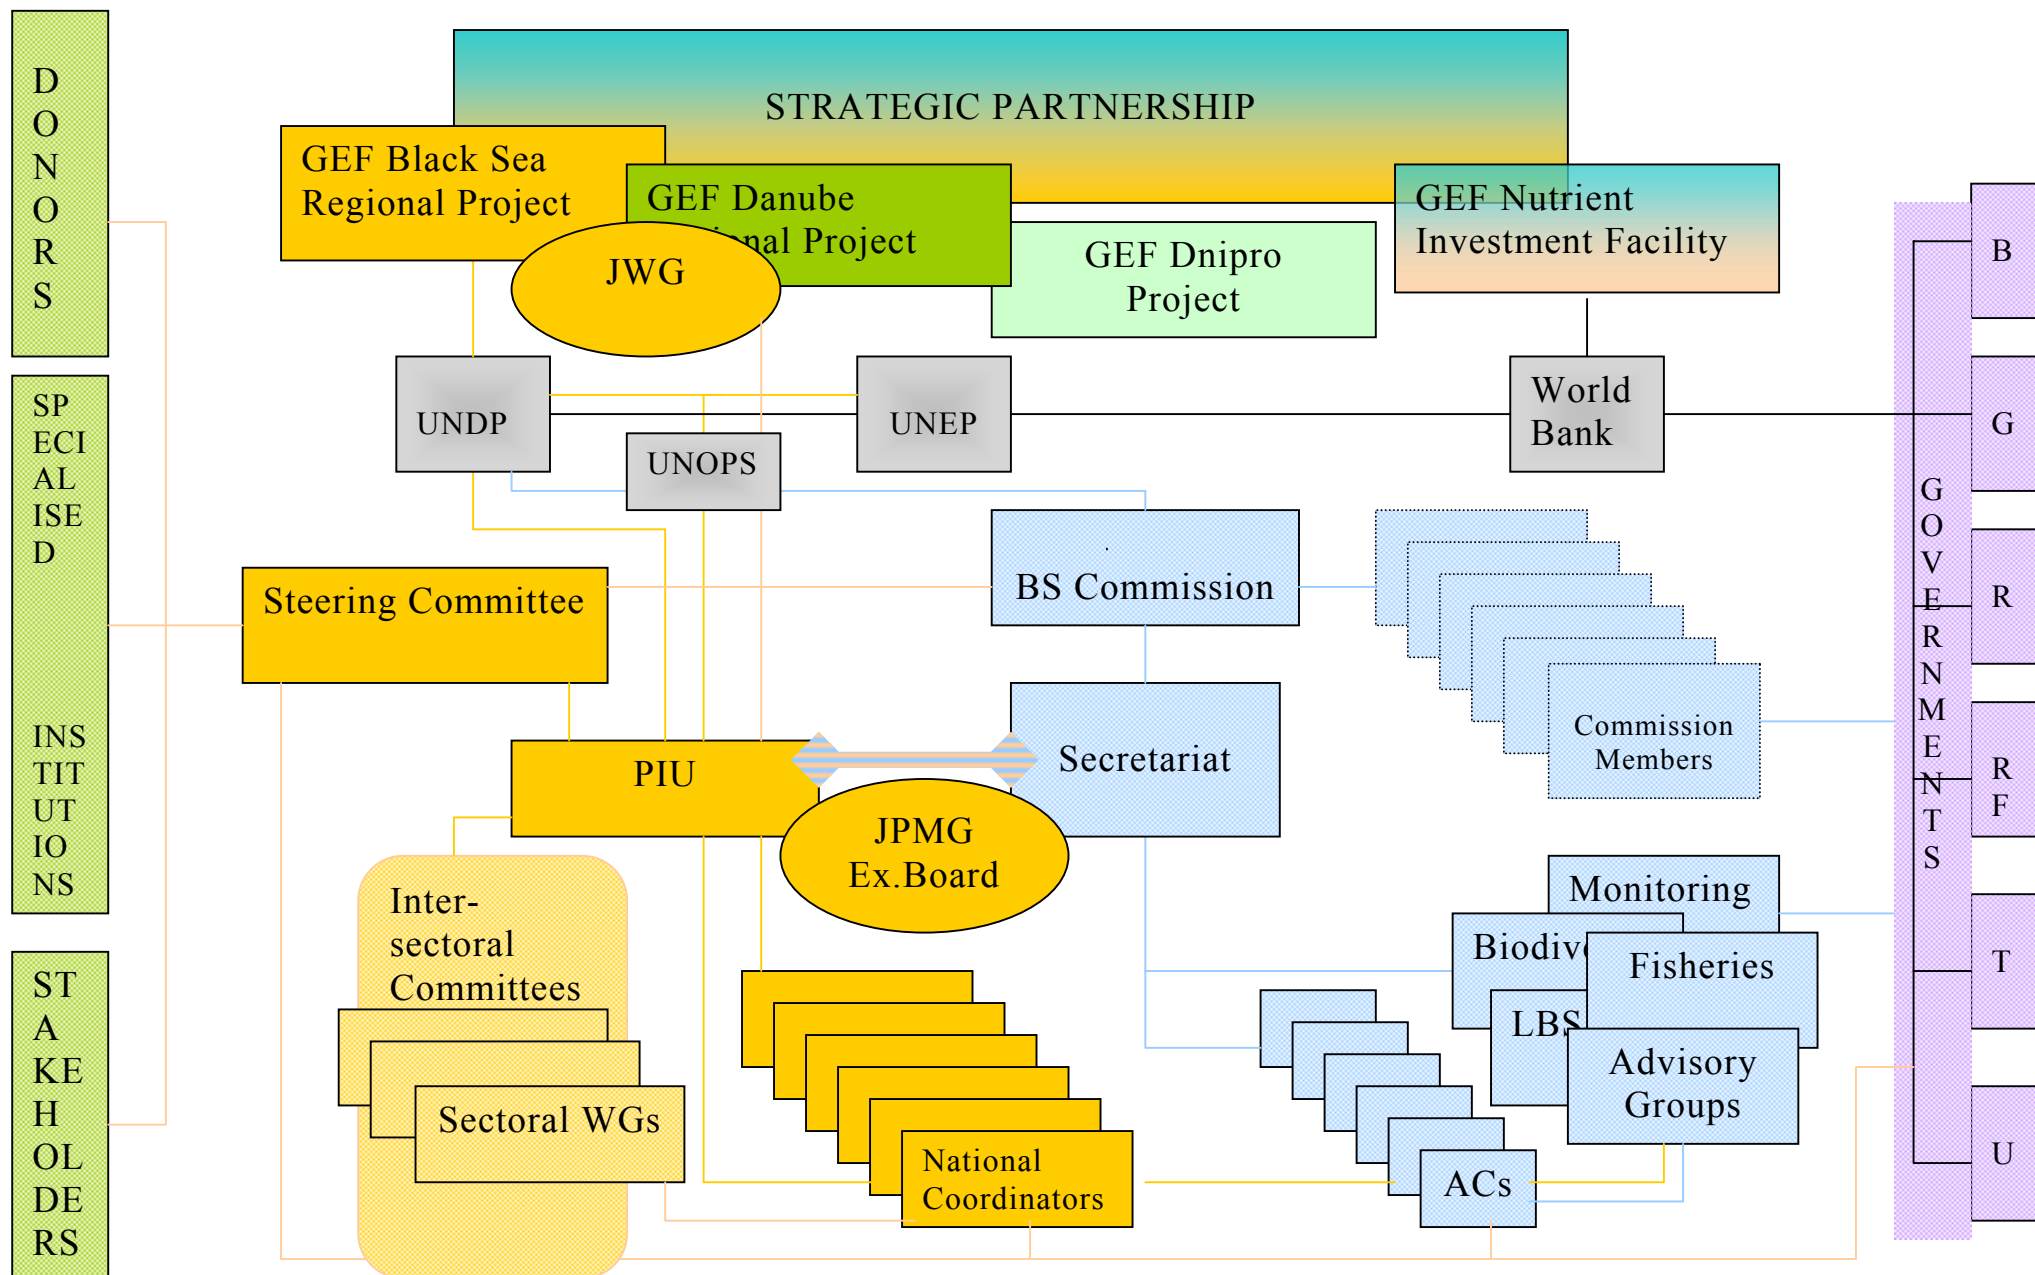 D
O
N
O
R
S
SP
ECI
AL
ISE
D
INS
TIT
UT
IO
NS
ST
A
KE
H
OL
DE
RS
STRATEGIC PARTNERSHIP
GEF Black Sea
Regional Project
GEF Danube
onal Project
JWG
GEF Dnipro
Project
GEF Nutrient
Investment Facility
UNDP
UNOPS
UNEP
World
Bank
Steering Committee
.
BS Commission
Commission
Members
PIU
Secretariat
JPMG
Ex.Board
Inter-
sectoral
Committees
Sectoral WGs
National
Coordinators
Monitoring
Biodive
Fisheries
LBS
Advisory
Groups
ACs
G
O
V
E
R
N
M
E
N
T
S
B
G
R
R
F
T
U